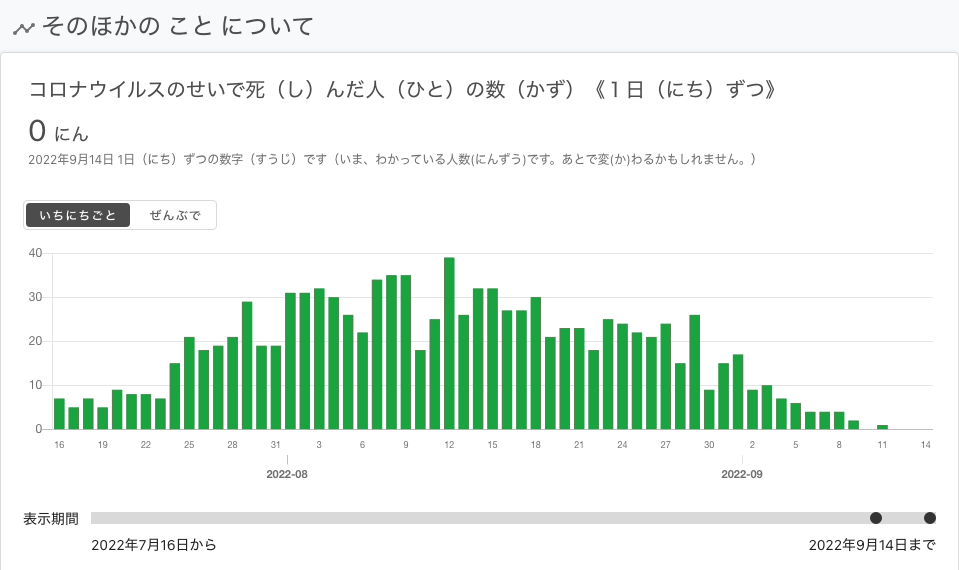 そのほかの こと について
コロナウイルスのせいで死（し）んだ人（ひと）の数（かず）《１日（にち）ずつ》
0 にん
2022年9月14日 1日（にち）ずつの数字（すうじ）です（いま、わかっている人数(にんずう)です。あとで変(か)わるかもしれません。）
いちにちごと ぜんぶで
40
30
20
10
0
16 19 22 25 28 31 3 6 9 12 15 18 21 24 27 30 2 5 8 11 14
2022-08 2022-09
表示期間
2022年7月16日から 2022年9月14日まで